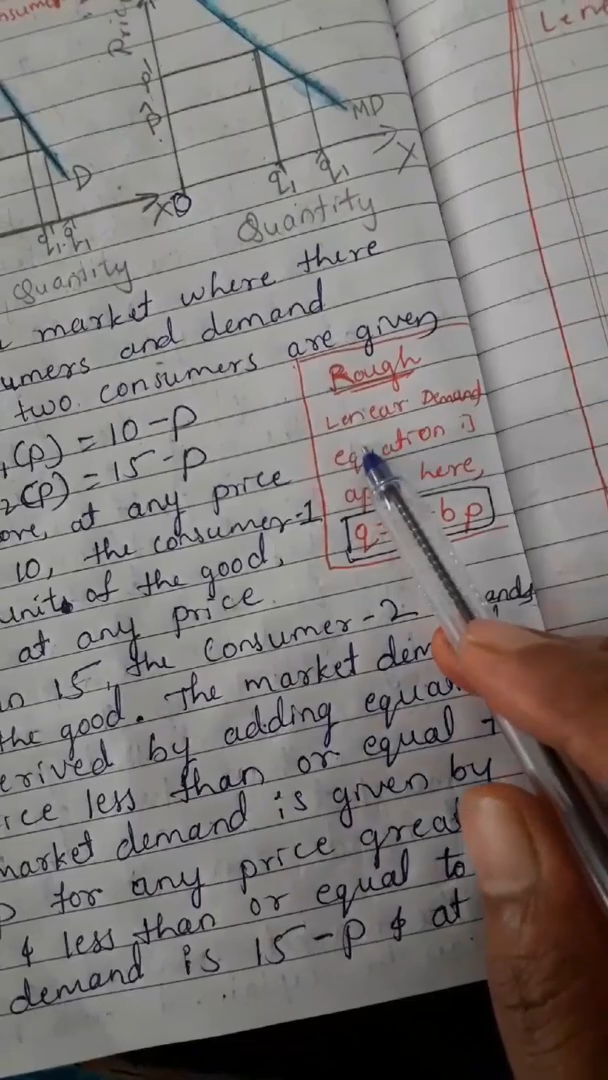 Price
p'
p̂
MD
D
X
O
X
q₁ q₁
q₁ q₁
Quantity
Quantity
market where there
umers and demand
two consumers are given
(p) = 10-p
2(p) = 15-p
ore, at any price
10, the consumer-1
units of the good,
at any price
n 15, the consumer-2
the good. The market dem
erived by adding equa
ice less than or equal
market demand is given by
p for any price great
& less than or equal to
demand is 15-p & at
Rough
Leniear Demand
equation is
here,
q= bp